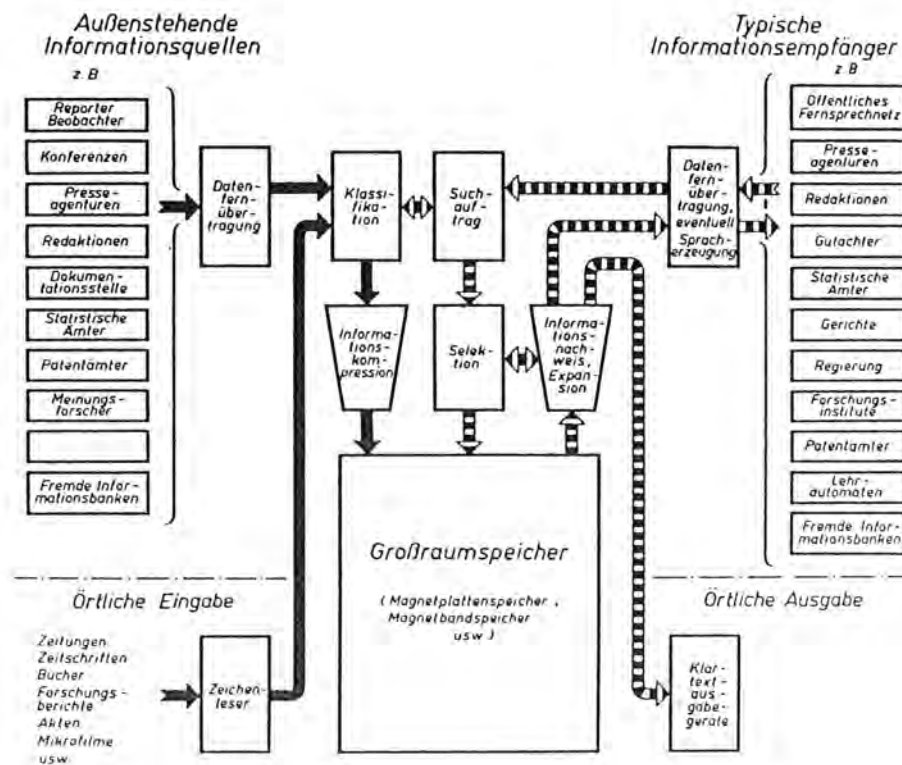 Außenstehende
Informationsquellen
z. B
Reporter
Beobachter
Konferenzen
Presse-
agenturen
Redaktionen
Dokumen-
tationsstelle
Statistische
Ämter
Patentämter
Meinungs-
forscher
Fremde Infor-
mationsbanken
Daten-
fern-
über-
tragung
Klassi-
fika-
tion
Such-
auf-
trag
Informa-
tions-
kom-
pression
Selek-
tion
Informa-
tions-
nach-
weis,
Expan-
sion
Großraumspeicher
(Magnetplattenspeicher,
Magnetbandspeicher
usw.)
Typische
Informationsempfänger
z. B
Daten-
fern-
über-
tragung,
eventuell
Sprach-
erzeugung
Öffentliches
Fernsprechnetz
Presse-
agenturen
Redaktionen
Gutachter
Statistische
Ämter
Gerichte
Regierung
Forschungs-
institute
Patentämter
Lehr-
automaten
Fremde Infor-
mationsbanken
Örtliche Eingabe
Zeitungen
Zeitschriften
Bücher
Forschungs-
berichte
Akten
Mikrofilme
usw.
Zeichen-
leser
Örtliche Ausgabe
Klar-
text-
aus-
gabe-
geräte